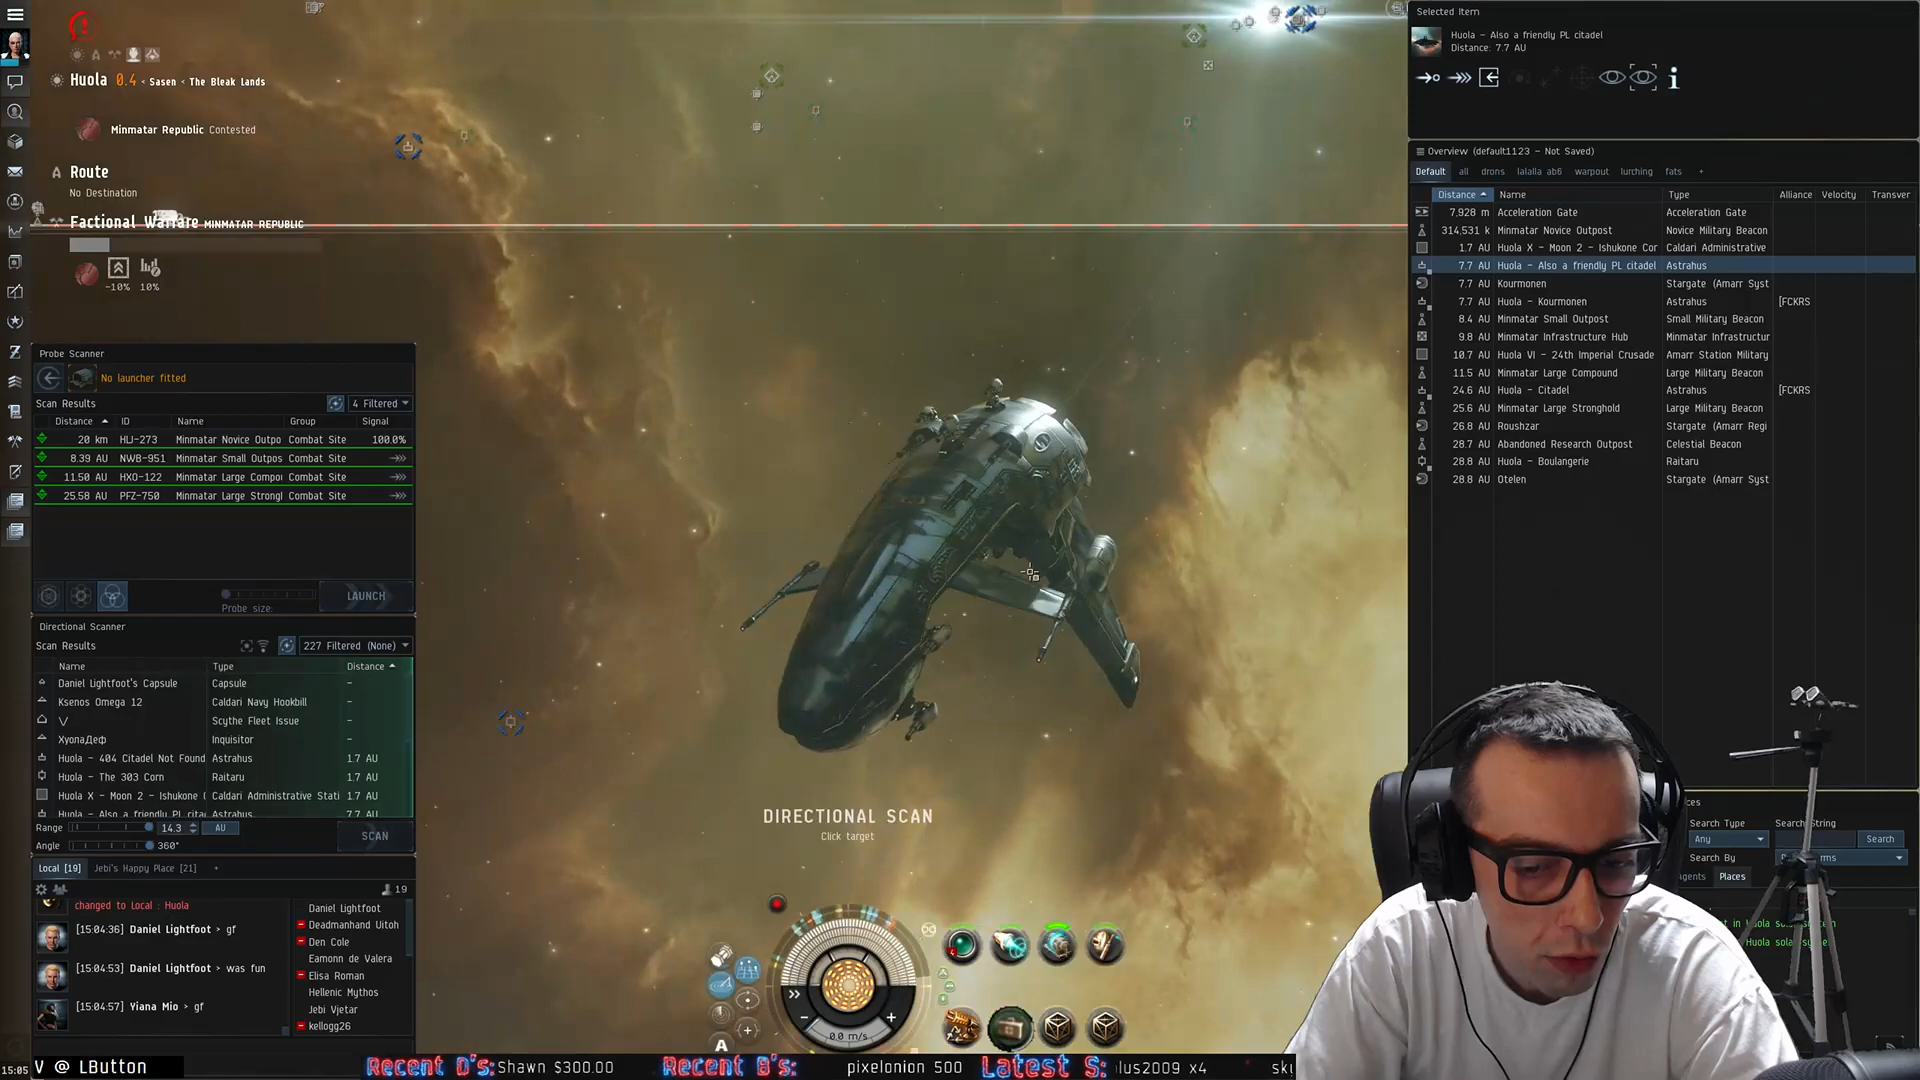 Huola 0.4 < Sasen < The Bleak Lands
Minmatar Republic Contested
Route
No Destination
Factional Warfare MINMATAR REPUBLIC
-10% 10%
Probe Scanner
No launcher fitted
Scan Results
4 Filtered
Distance ID Name Group Signal
20 km HLJ-273 Minmatar Novice Outpo Combat Site 100.0%
8.39 AU NWB-951 Minmatar Small Outpos Combat Site
11.50 AU HXO-122 Minmatar Large Compou Combat Site
25.58 AU PFZ-750 Minmatar Large Strongl Combat Site
Probe size:
LAUNCH
Directional Scanner
Scan Results
227 Filtered (None)
Name Type Distance
Daniel Lightfoot's Capsule Capsule -
Ksenos Omega 12 Caldari Navy Hookbill -
\/ Scythe Fleet Issue -
ХуолаДеф Inquisitor -
Huola - 404 Citadel Not Found Astrahus 1.7 AU
Huola - The 303 Corn Raitaru 1.7 AU
Huola X - Moon 2 - Ishukone ( Caldari Administrative Stati 1.7 AU
Huola - Also a friendly PL citad Astrahus 7.7 AU
Range 14.3 AU
SCAN
Angle 360°
Local [19] Jebi's Happy Place [21] +
19
changed to Local : Huola
[15:04:36] Daniel Lightfoot > gf
[15:04:53] Daniel Lightfoot > was fun
[15:04:57] Yiana Mio > gf
Daniel Lightfoot
Deadmanhand Uitoh
Den Cole
Eamonn de Valera
Elisa Roman
Hellenic Mythos
Jebi Vjetar
kellogg26
DIRECTIONAL SCAN
Click target
0.0 m/s
A
Selected Item
Huola - Also a friendly PL citadel
Distance: 7.7 AU
Overview (default1123 - Not Saved)
Default all drons lalalla ab6 warpout lurching fats +
Distance Name Type Alliance Velocity Transver
7,928 m Acceleration Gate Acceleration Gate
314,531 k Minmatar Novice Outpost Novice Military Beacon
1.7 AU Huola X - Moon 2 - Ishukone Cor Caldari Administrative
7.7 AU Huola - Also a friendly PL citadel Astrahus
7.7 AU Kourmonen Stargate (Amarr Syst
7.7 AU Huola - Kourmonen Astrahus [FCKRS
8.4 AU Minmatar Small Outpost Small Military Beacon
9.8 AU Minmatar Infrastructure Hub Minmatar Infrastructur
10.7 AU Huola VI - 24th Imperial Crusade Amarr Station Military
11.5 AU Minmatar Large Compound Large Military Beacon
24.6 AU Huola - Citadel Astrahus [FCKRS
25.6 AU Minmatar Large Stronghold Large Military Beacon
26.8 AU Roushzar Stargate (Amarr Regi
28.7 AU Abandoned Research Outpost Celestial Beacon
28.8 AU Huola - Boulangerie Raitaru
28.8 AU Otelen Stargate (Amarr Syst
Search Type
Search String
Any
Search
Search By
Places
15:05
V @ LButton
Recent D's: Shawn $300.00 Recent B's: pixelonion 500 Latest S: lus2009 x4